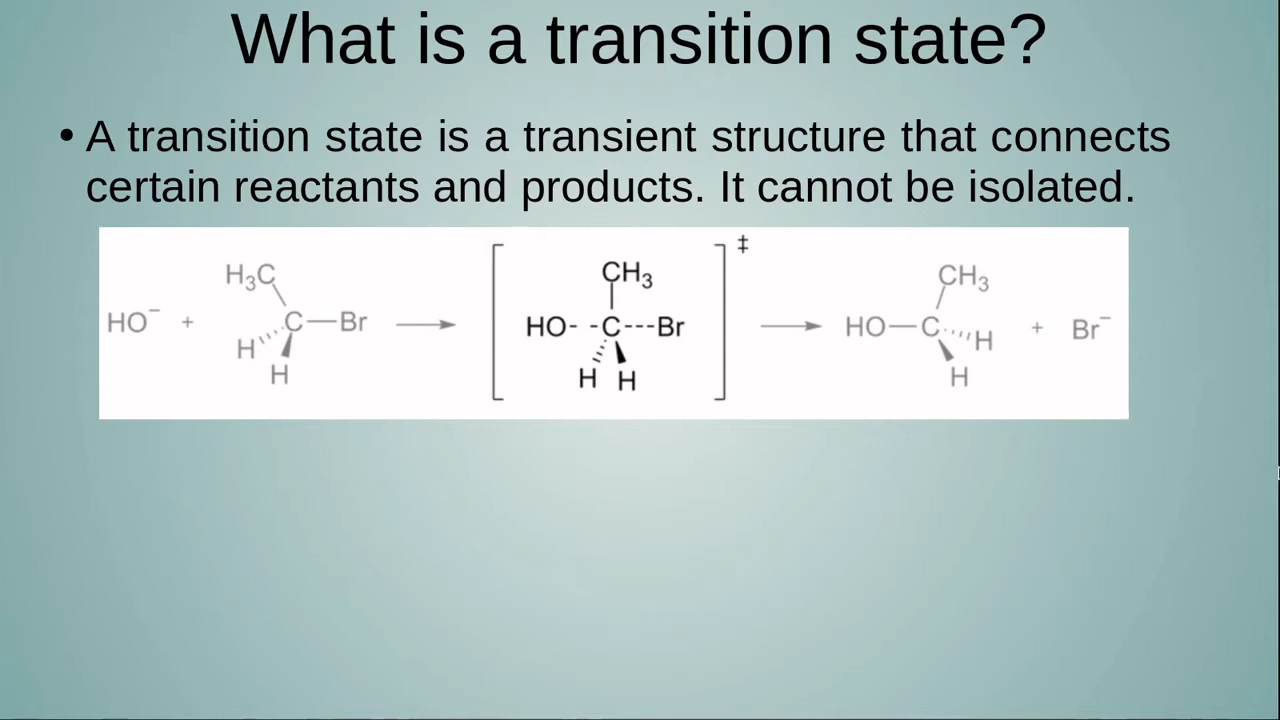 What is a transition state?
• A transition state is a transient structure that connects
certain reactants and products. It cannot be isolated.
HO⁻ + H₃C C—Br H H → [ CH₃ HO- -C---Br H H ]‡ → CH₃ HO—C H H + Br⁻